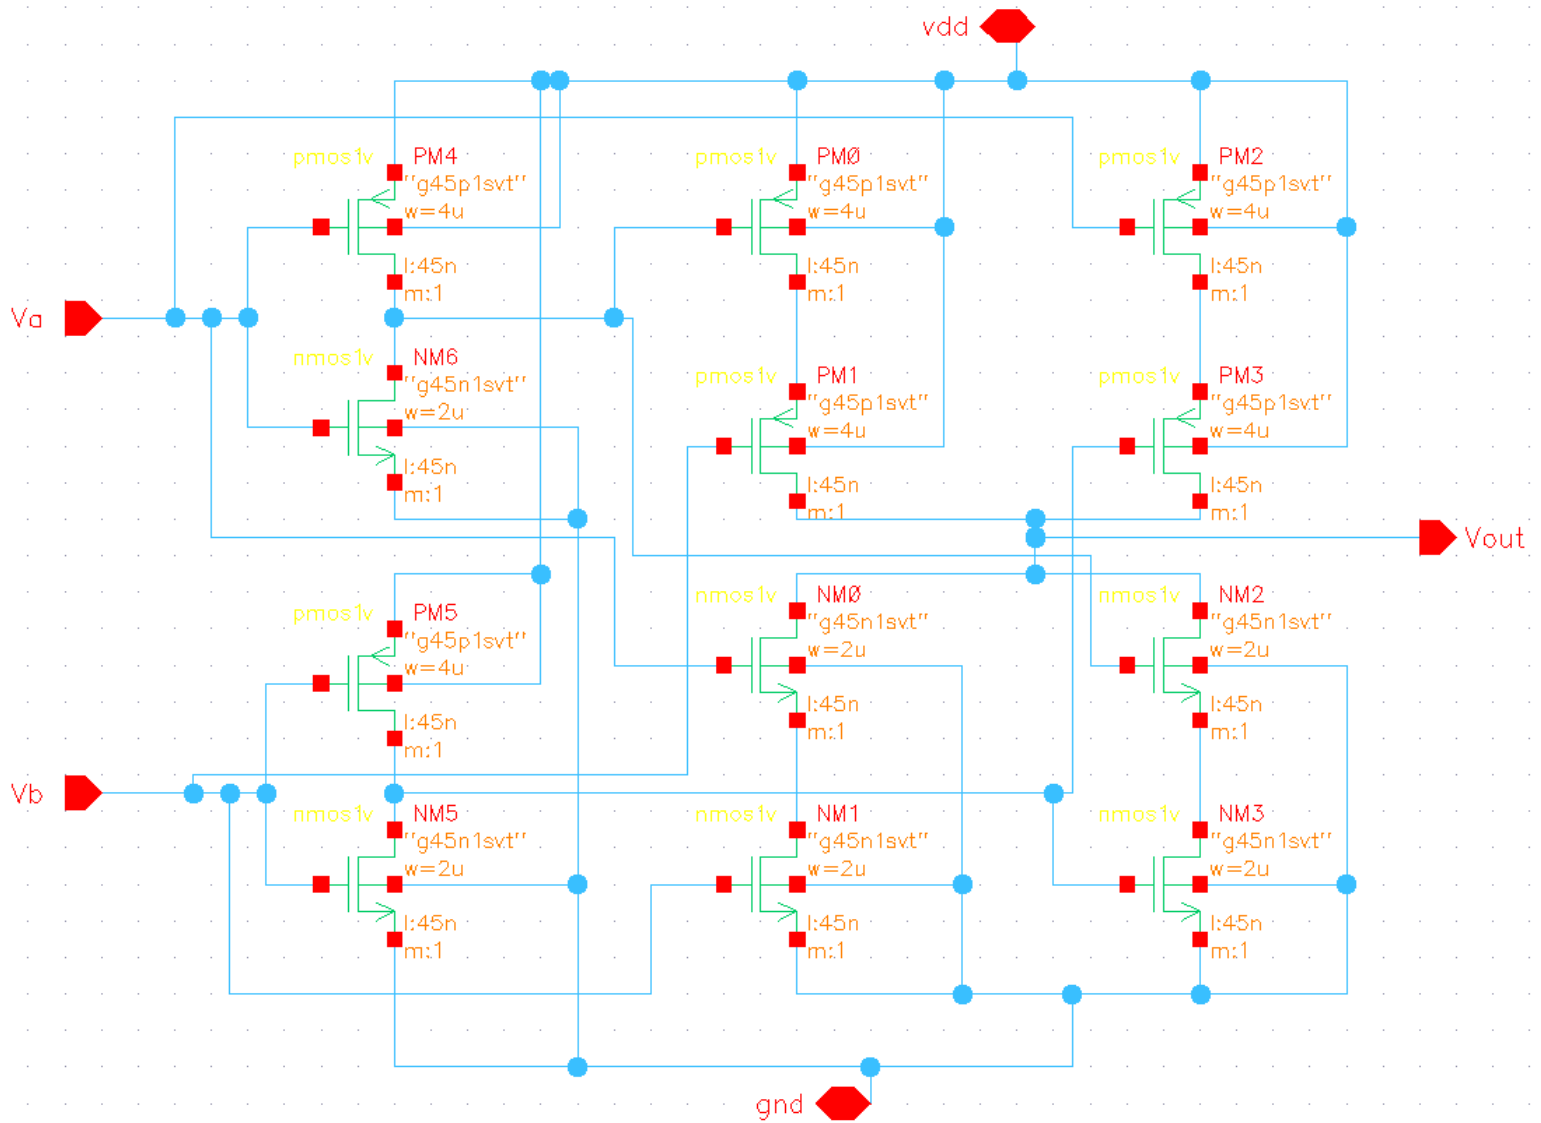 vdd
pmos1v PM4
"g45p1svt"
w=4u
l:45n
m:1
pmos1v PMØ
"g45p1svt"
w=4u
l:45n
m:1
pmos1v PM2
"g45p1svt"
w=4u
l:45n
m:1
Va
nmos1v NM6
"g45n1svt"
w=2u
l:45n
m:1
pmos1v PM1
"g45p1svt"
w=4u
l:45n
m:1
pmos1v PM3
"g45p1svt"
w=4u
l:45n
m:1
Vout
pmos1v PM5
"g45p1svt"
w=4u
l:45n
m:1
nmos1v NMØ
"g45n1svt"
w=2u
l:45n
m:1
nmos1v NM2
"g45n1svt"
w=2u
l:45n
m:1
Vb
nmos1v NM5
"g45n1svt"
w=2u
l:45n
m:1
nmos1v NM1
"g45n1svt"
w=2u
l:45n
m:1
nmos1v NM3
"g45n1svt"
w=2u
l:45n
m:1
gnd